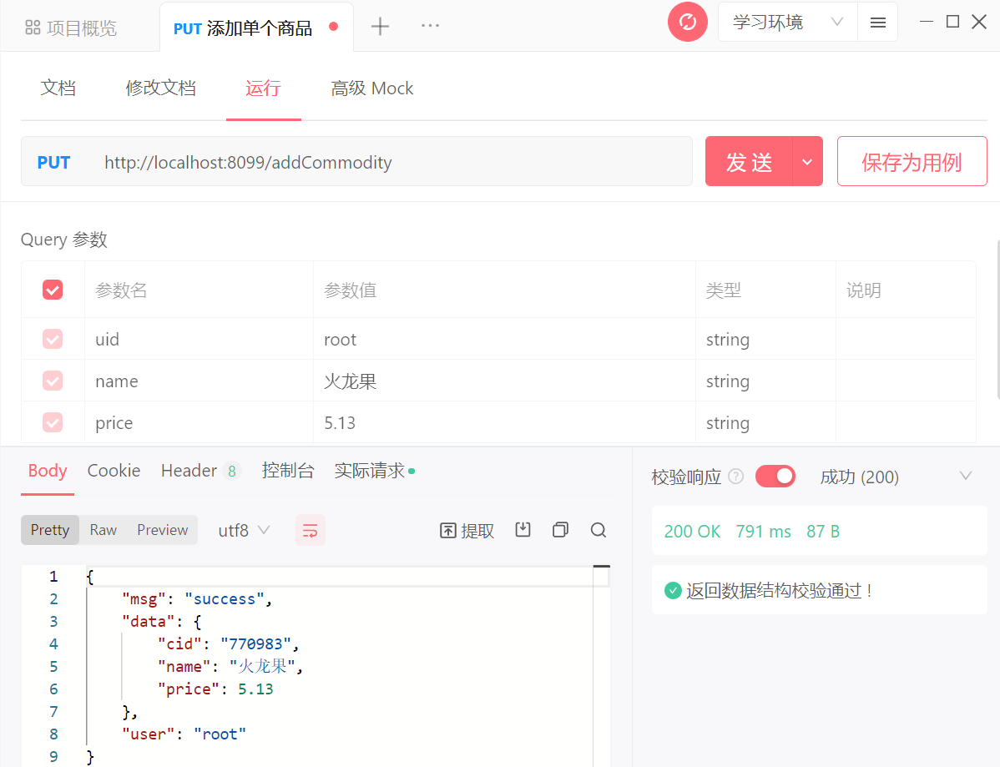 项目概览
PUT 添加单个商品
学习环境
文档 修改文档 运行 高级 Mock
PUT http://localhost:8099/addCommodity 发 送 保存为用例
Query 参数
参数名 参数值 类型 说明
uid root string
name 火龙果 string
price 5.13 string
Body Cookie Header 8 控制台 实际请求
校验响应 ? 成功 (200)
Pretty Raw Preview utf8 提取
200 OK 791 ms 87 B
返回数据结构校验通过！
1 {
2 "msg": "success",
3 "data": {
4 "cid": "770983",
5 "name": "火龙果",
6 "price": 5.13
7 },
8 "user": "root"
9 }